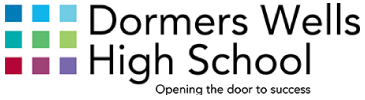 Dormers Wells
High School
Opening the door to success